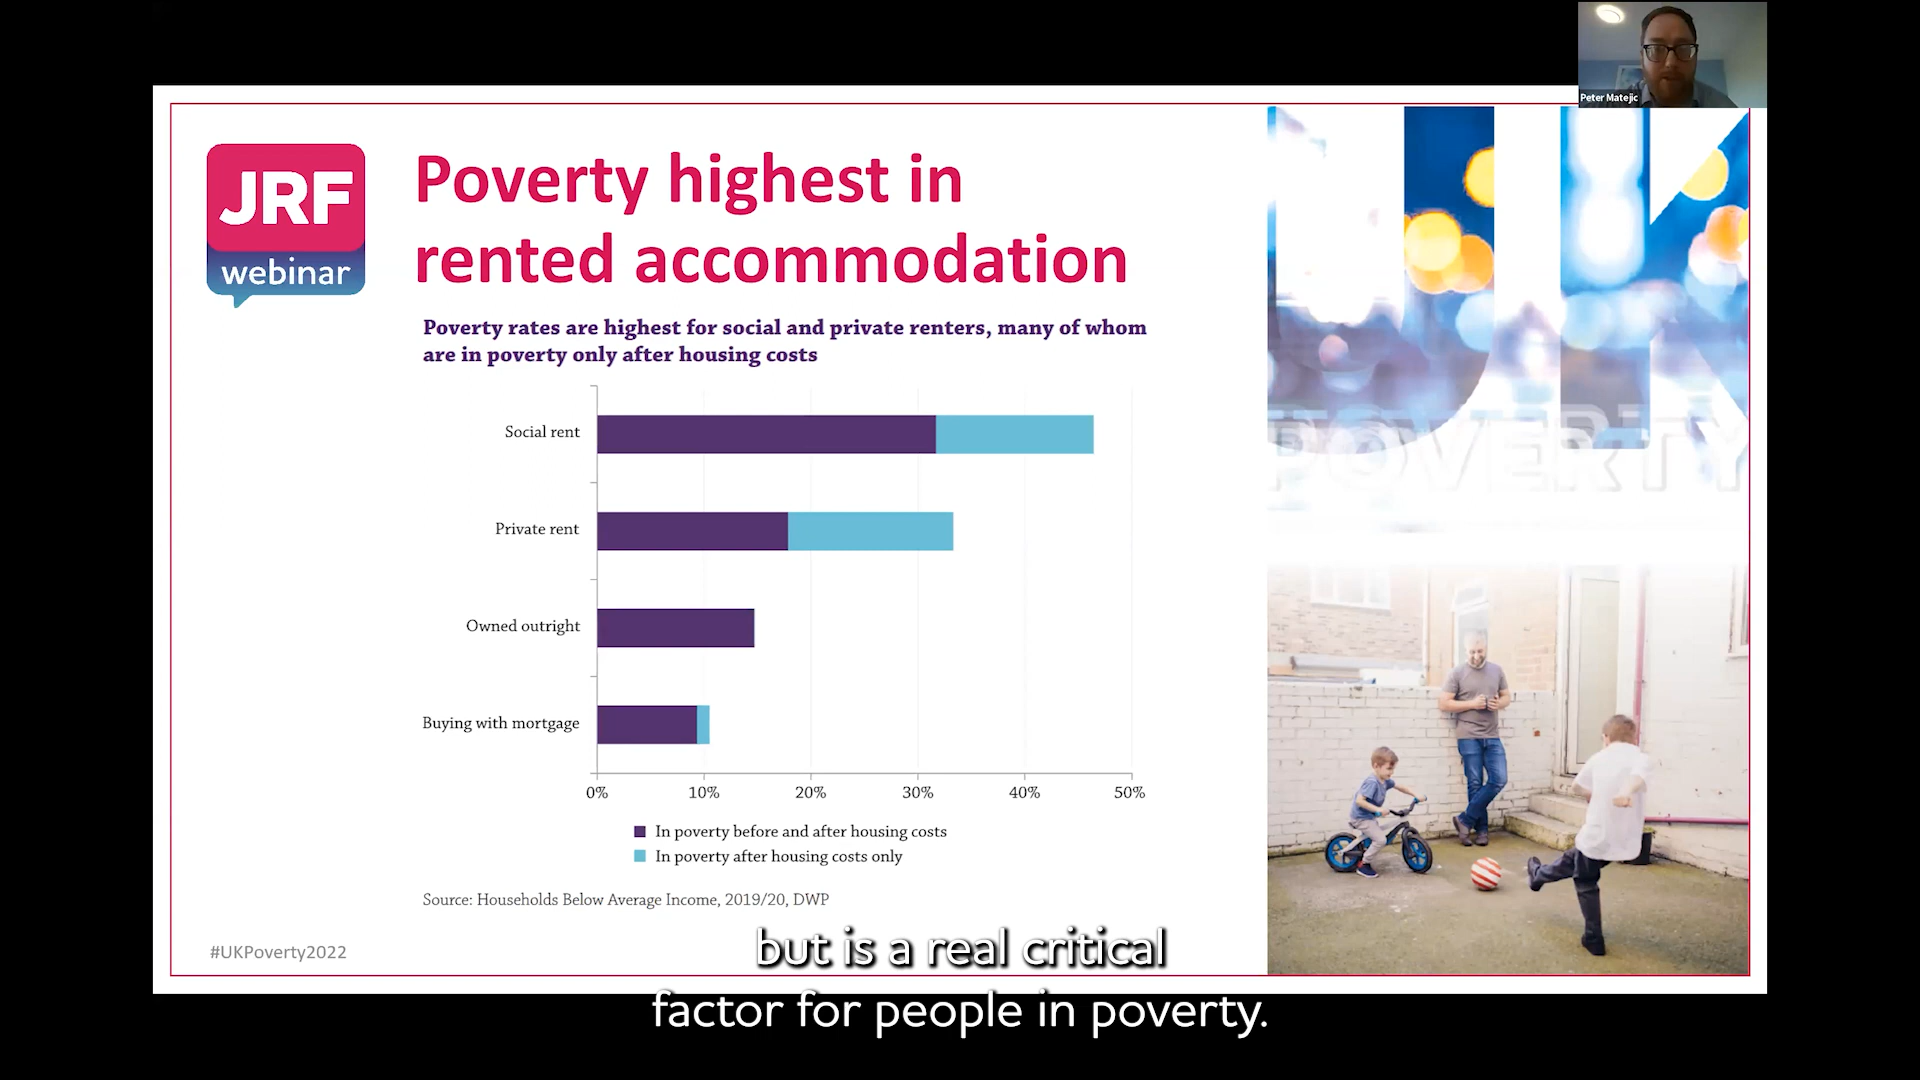 Peter Matejic
JRF
webinar
Poverty highest in
rented accommodation
Poverty rates are highest for social and private renters, many of whom
are in poverty only after housing costs
Social rent
Private rent
Owned outright
Buying with mortgage
0% 10% 20% 30% 40% 50%
In poverty before and after housing costs
In poverty after housing costs only
Source: Households Below Average Income, 2019/20, DWP
#UKPoverty2022
UK
POVERTY
but is a real critical
factor for people in poverty.